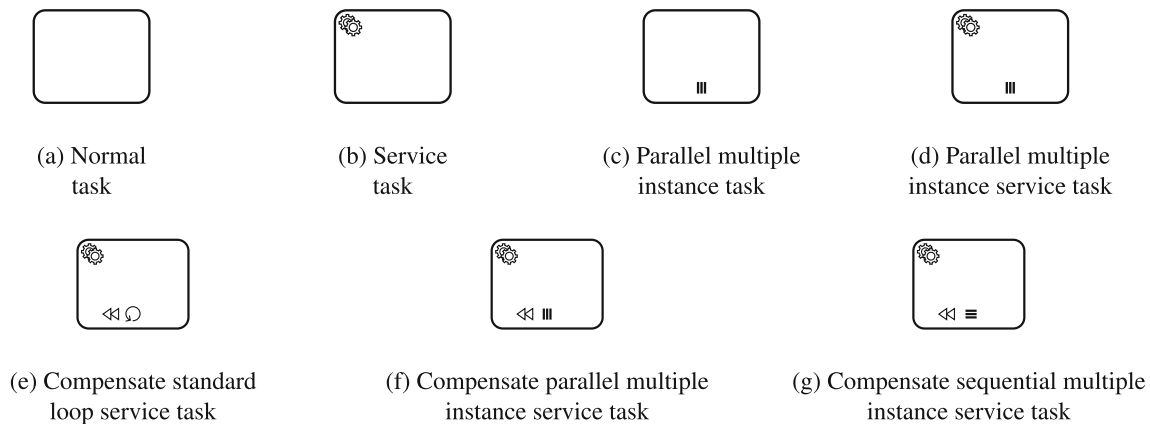 (a) Normal
task
(b) Service
task
(c) Parallel multiple
instance task
(d) Parallel multiple
instance service task
(e) Compensate standard
loop service task
(f) Compensate parallel multiple
instance service task
(g) Compensate sequential multiple
instance service task